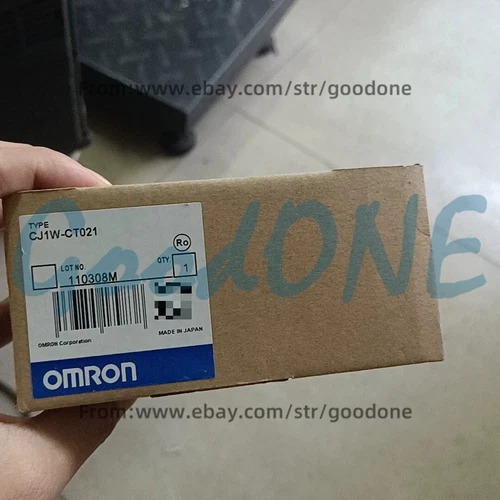 From:www.ebay.com/str/goodone
TYPE
CJ1W-CT021
Ro
LOT NO.
110308M
QTY
1
GoodONE
MADE IN JAPAN
OMRON Corporation
OMRON
From:www.ebay.com/str/goodone